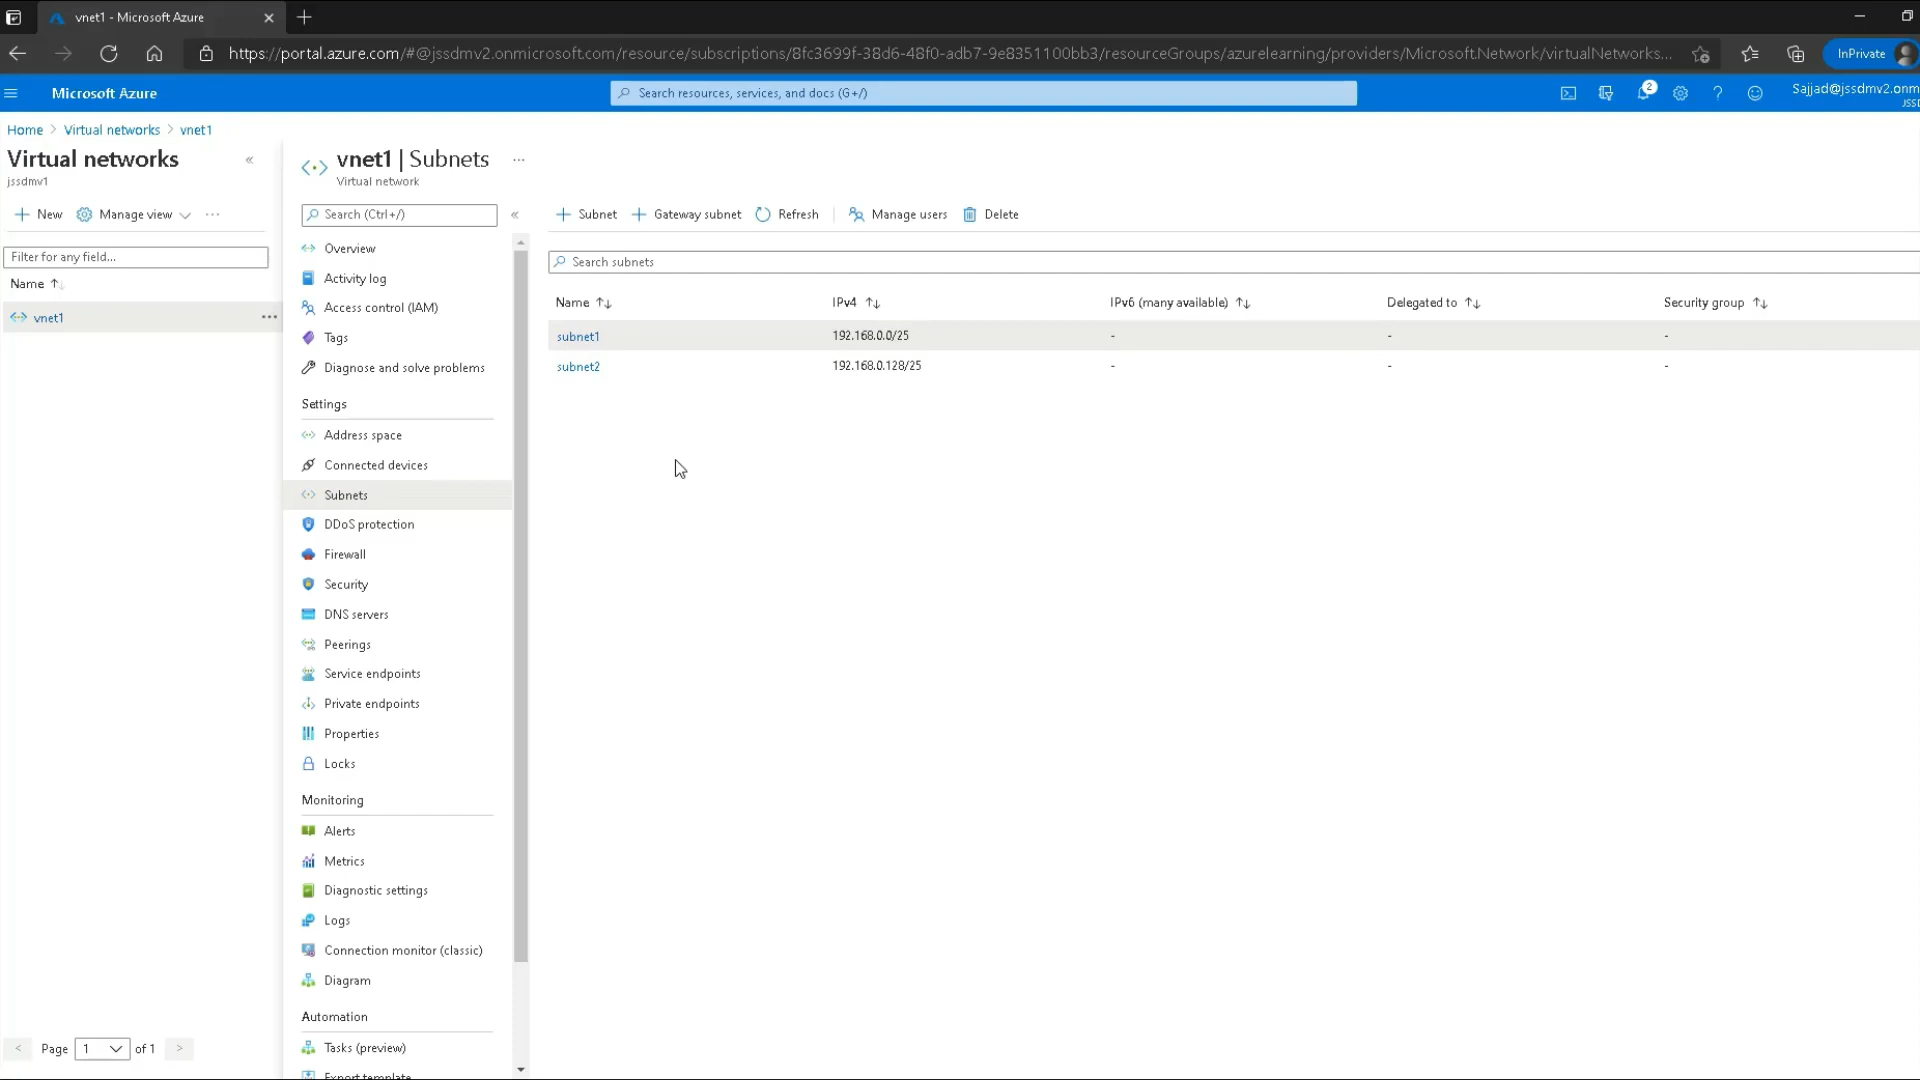 vnet1 - Microsoft Azure
https://portal.azure.com/#@jssdmv2.onmicrosoft.com/resource/subscriptions/8fc3699f-38d6-48f0-adb7-9e8351100bb3/resourceGroups/azurelearning/providers/Microsoft.Network/virtualNetworks...
InPrivate
Microsoft Azure
Search resources, services, and docs (G+/)
2
Sajjad@jssdmv2.onm
JSSD
Home > Virtual networks > vnet1
Virtual networks
jssdmv1
New
Manage view
Filter for any field...
Name
vnet1
Page 1 of 1
vnet1 | Subnets
Virtual network
Search (Ctrl+/)
Overview
Activity log
Access control (IAM)
Tags
Diagnose and solve problems
Settings
Address space
Connected devices
Subnets
DDoS protection
Firewall
Security
DNS servers
Peerings
Service endpoints
Private endpoints
Properties
Locks
Monitoring
Alerts
Metrics
Diagnostic settings
Logs
Connection monitor (classic)
Diagram
Automation
Tasks (preview)
Export template
Subnet
Gateway subnet
Refresh
Manage users
Delete
Search subnets
Name IPv4 IPv6 (many available) Delegated to Security group
subnet1 192.168.0.0/25 - - -
subnet2 192.168.0.128/25 - - -